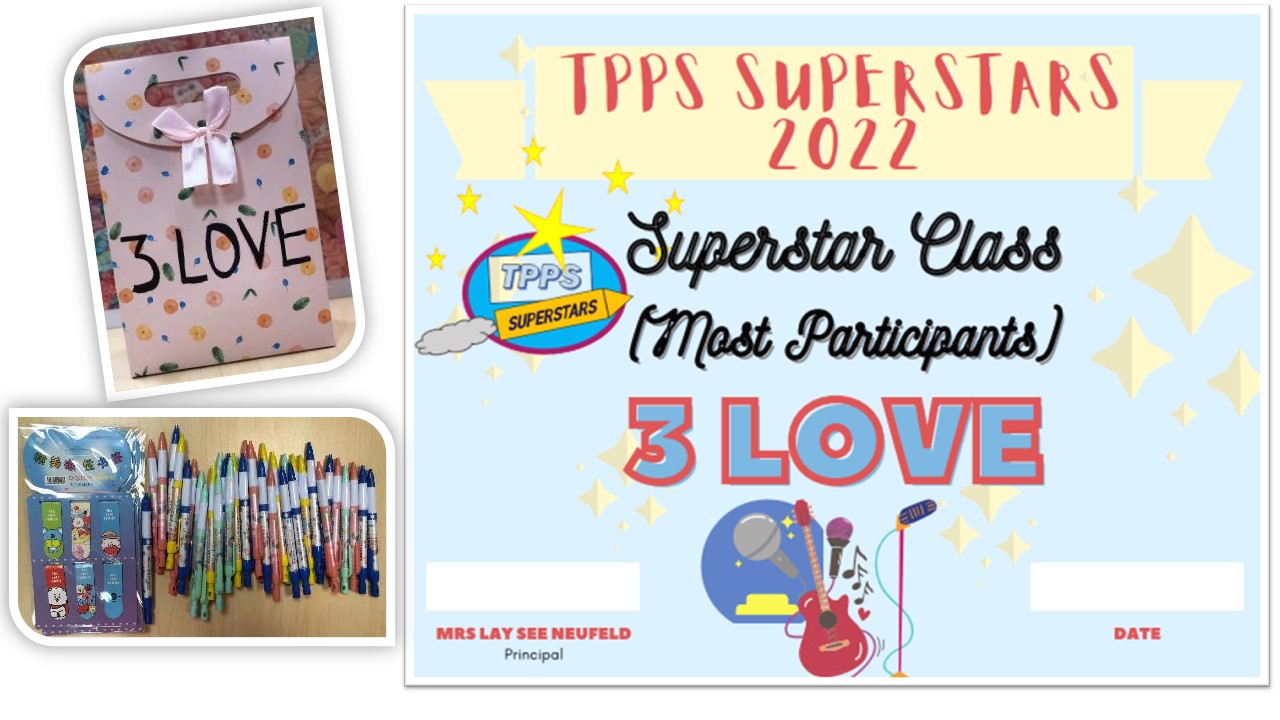 3 LOVE
TPPS SUPERSTARS
2022
TPPS
SUPERSTARS
Superstar Class
(Most Participants)
3 LOVE
MRS LAY SEE NEUFELD
Principal
DATE